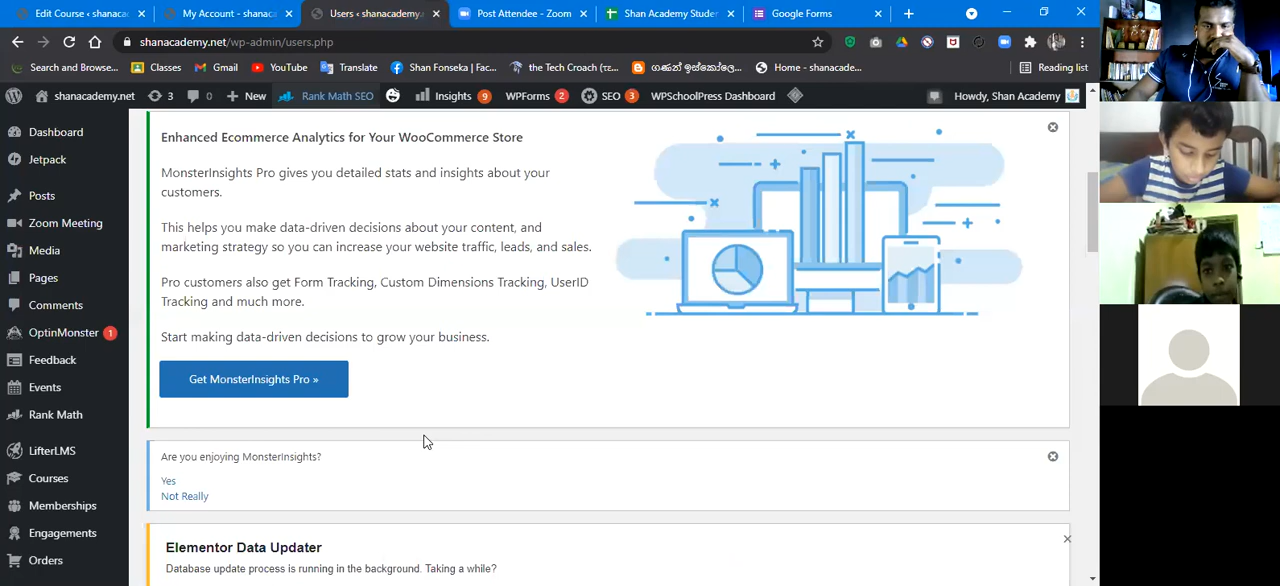 Edit Course ‹ shanaca
My Account - shanaca
Users ‹ shanacademy.
Post Attendee - Zoom
Shan Academy Studer
Google Forms
shanacademy.net/wp-admin/users.php
Search and Browse...
Classes
Gmail
YouTube
Translate
Shan Fonseka | Fac...
the Tech Croach (
ගණන් ඉස්කෝලේ...
Home - shanacade...
Reading list
shanacademy.net
3
0
New
Rank Math SEO
Insights 9
WPForms 2
SEO 3
WPSchoolPress Dashboard
Howdy, Shan Academy
Dashboard
Jetpack
Posts
Zoom Meeting
Media
Pages
Comments
OptinMonster 1
Feedback
Events
Rank Math
LifterLMS
Courses
Memberships
Engagements
Orders
Enhanced Ecommerce Analytics for Your WooCommerce Store
MonsterInsights Pro gives you detailed stats and insights about your
customers.
This helps you make data-driven decisions about your content, and
marketing strategy so you can increase your website traffic, leads, and sales.
Pro customers also get Form Tracking, Custom Dimensions Tracking, UserID
Tracking and much more.
Start making data-driven decisions to grow your business.
Get MonsterInsights Pro »
Are you enjoying MonsterInsights?
Yes
Not Really
Elementor Data Updater
Database update process is running in the background. Taking a while?